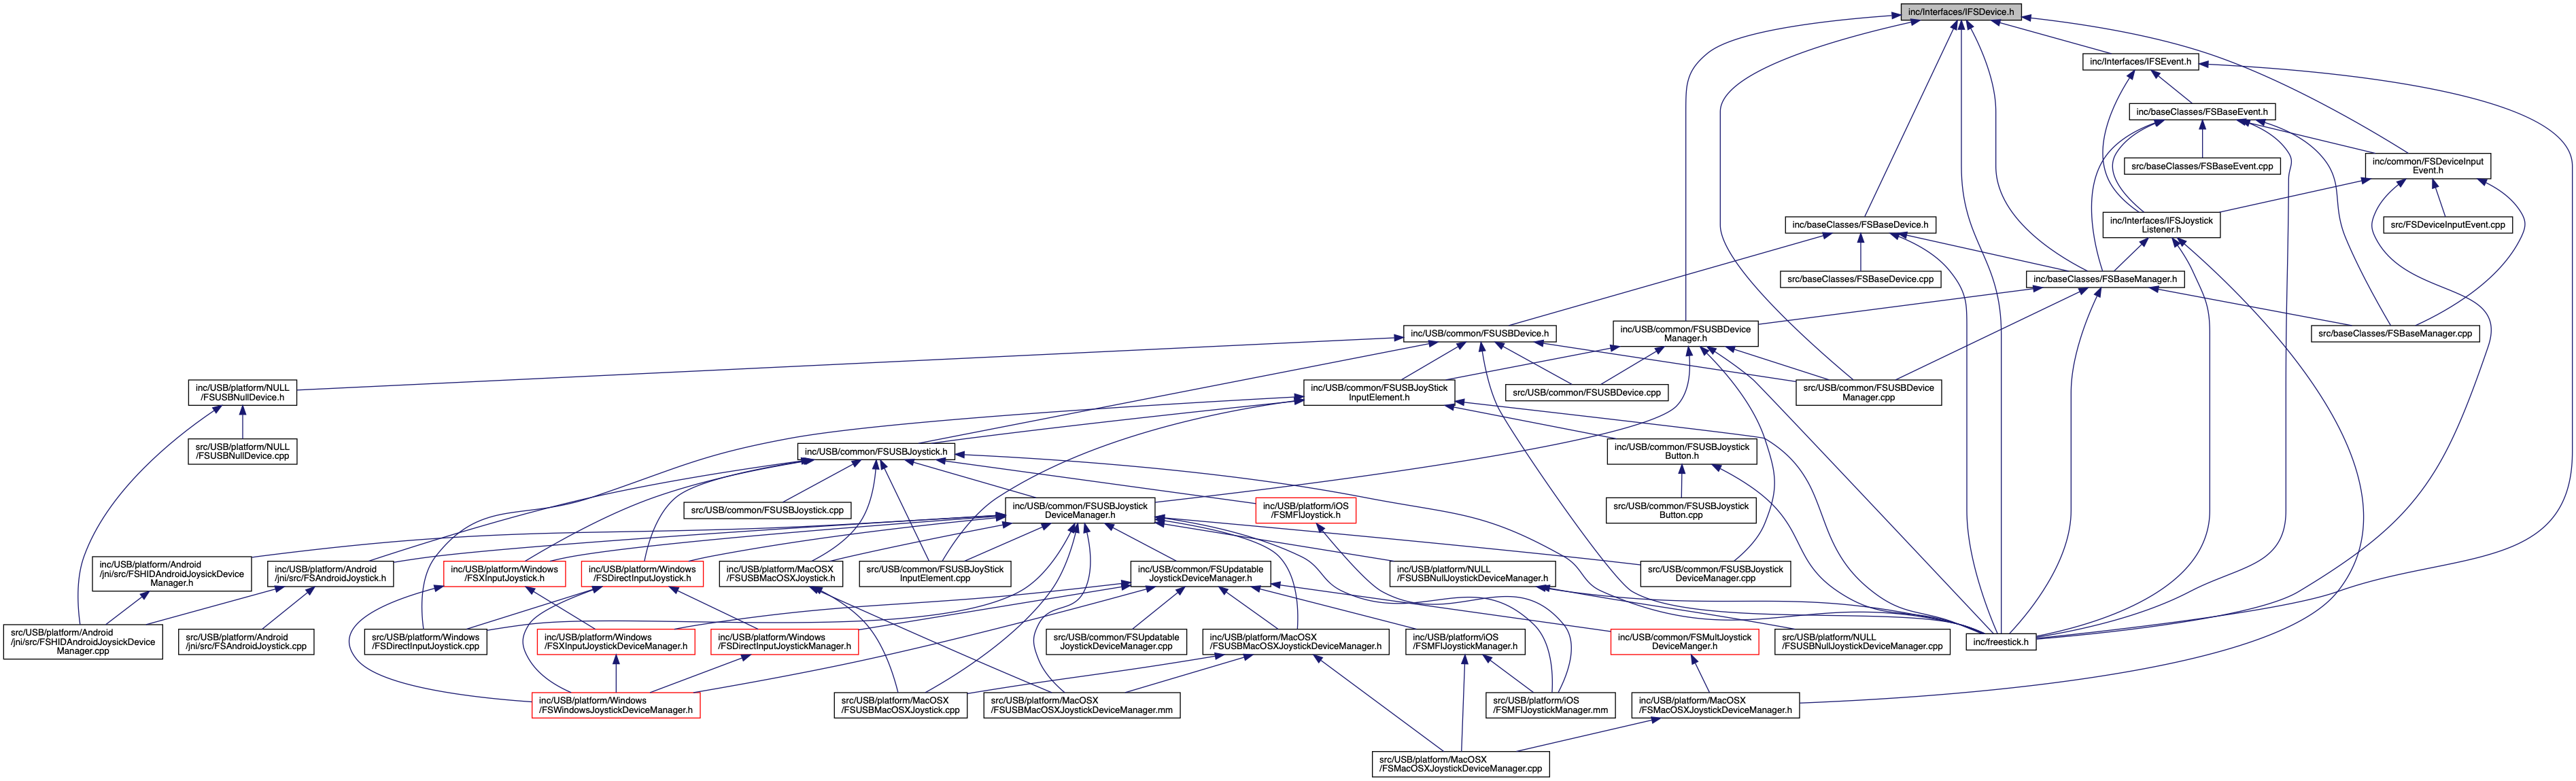 inc/Interfaces/IFSDevice.h
inc/Interfaces/IFSEvent.h
inc/baseClasses/FSBaseEvent.h
src/baseClasses/FSBaseEvent.cpp
inc/common/FSDeviceInput
Event.h
inc/baseClasses/FSBaseDevice.h
inc/Interfaces/IFSJoystick
Listener.h
src/FSDeviceInputEvent.cpp
src/baseClasses/FSBaseDevice.cpp
inc/baseClasses/FSBaseManager.h
inc/USB/common/FSUSBDevice.h
inc/USB/common/FSUSBDevice
Manager.h
src/baseClasses/FSBaseManager.cpp
inc/USB/platform/NULL
/FSUSBNullDevice.h
inc/USB/common/FSUSBJoyStick
InputElement.h
src/USB/common/FSUSBDevice.cpp
src/USB/common/FSUSBDevice
Manager.cpp
src/USB/platform/NULL
/FSUSBNullDevice.cpp
inc/USB/common/FSUSBJoystick.h
inc/USB/common/FSUSBJoystick
Button.h
src/USB/common/FSUSBJoystick.cpp
inc/USB/common/FSUSBJoystick
DeviceManager.h
inc/USB/platform/iOS
/FSMFIJoystick.h
src/USB/common/FSUSBJoystick
Button.cpp
inc/USB/platform/Android
/jni/src/FSHIDAndroidJoysickDevice
Manager.h
inc/USB/platform/Android
/jni/src/FSAndroidJoystick.h
inc/USB/platform/Windows
/FSXInputJoystick.h
inc/USB/platform/Windows
/FSDirectInputJoystick.h
inc/USB/platform/MacOSX
/FSUSBMacOSXJoystick.h
src/USB/common/FSUSBJoyStick
InputElement.cpp
inc/USB/common/FSUpdatable
JoystickDeviceManager.h
inc/USB/platform/NULL
/FSUSBNullJoystickDeviceManager.h
src/USB/common/FSUSBJoystick
DeviceManager.cpp
src/USB/platform/Android
/jni/src/FSHIDAndroidJoysickDevice
Manager.cpp
src/USB/platform/Android
/jni/src/FSAndroidJoystick.cpp
src/USB/platform/Windows
/FSDirectInputJoystick.cpp
inc/USB/platform/Windows
/FSXInputJoystickDeviceManager.h
inc/USB/platform/Windows
/FSDirectInputJoystickManager.h
src/USB/common/FSUpdatable
JoystickDeviceManager.cpp
inc/USB/platform/MacOSX
/FSUSBMacOSXJoystickDeviceManager.h
inc/USB/platform/iOS
/FSMFIJoystickManager.h
inc/USB/common/FSMultJoystick
DeviceManger.h
src/USB/platform/NULL
/FSUSBNullJoystickDeviceManager.cpp
inc/freestick.h
inc/USB/platform/Windows
/FSWindowsJoystickDeviceManager.h
src/USB/platform/MacOSX
/FSUSBMacOSXJoystick.cpp
src/USB/platform/MacOSX
/FSUSBMacOSXJoystickDeviceManager.mm
src/USB/platform/iOS
/FSMFIJoystickManager.mm
inc/USB/platform/MacOSX
/FSMacOSXJoystickDeviceManager.h
src/USB/platform/MacOSX
/FSMacOSXJoystickDeviceManager.cpp